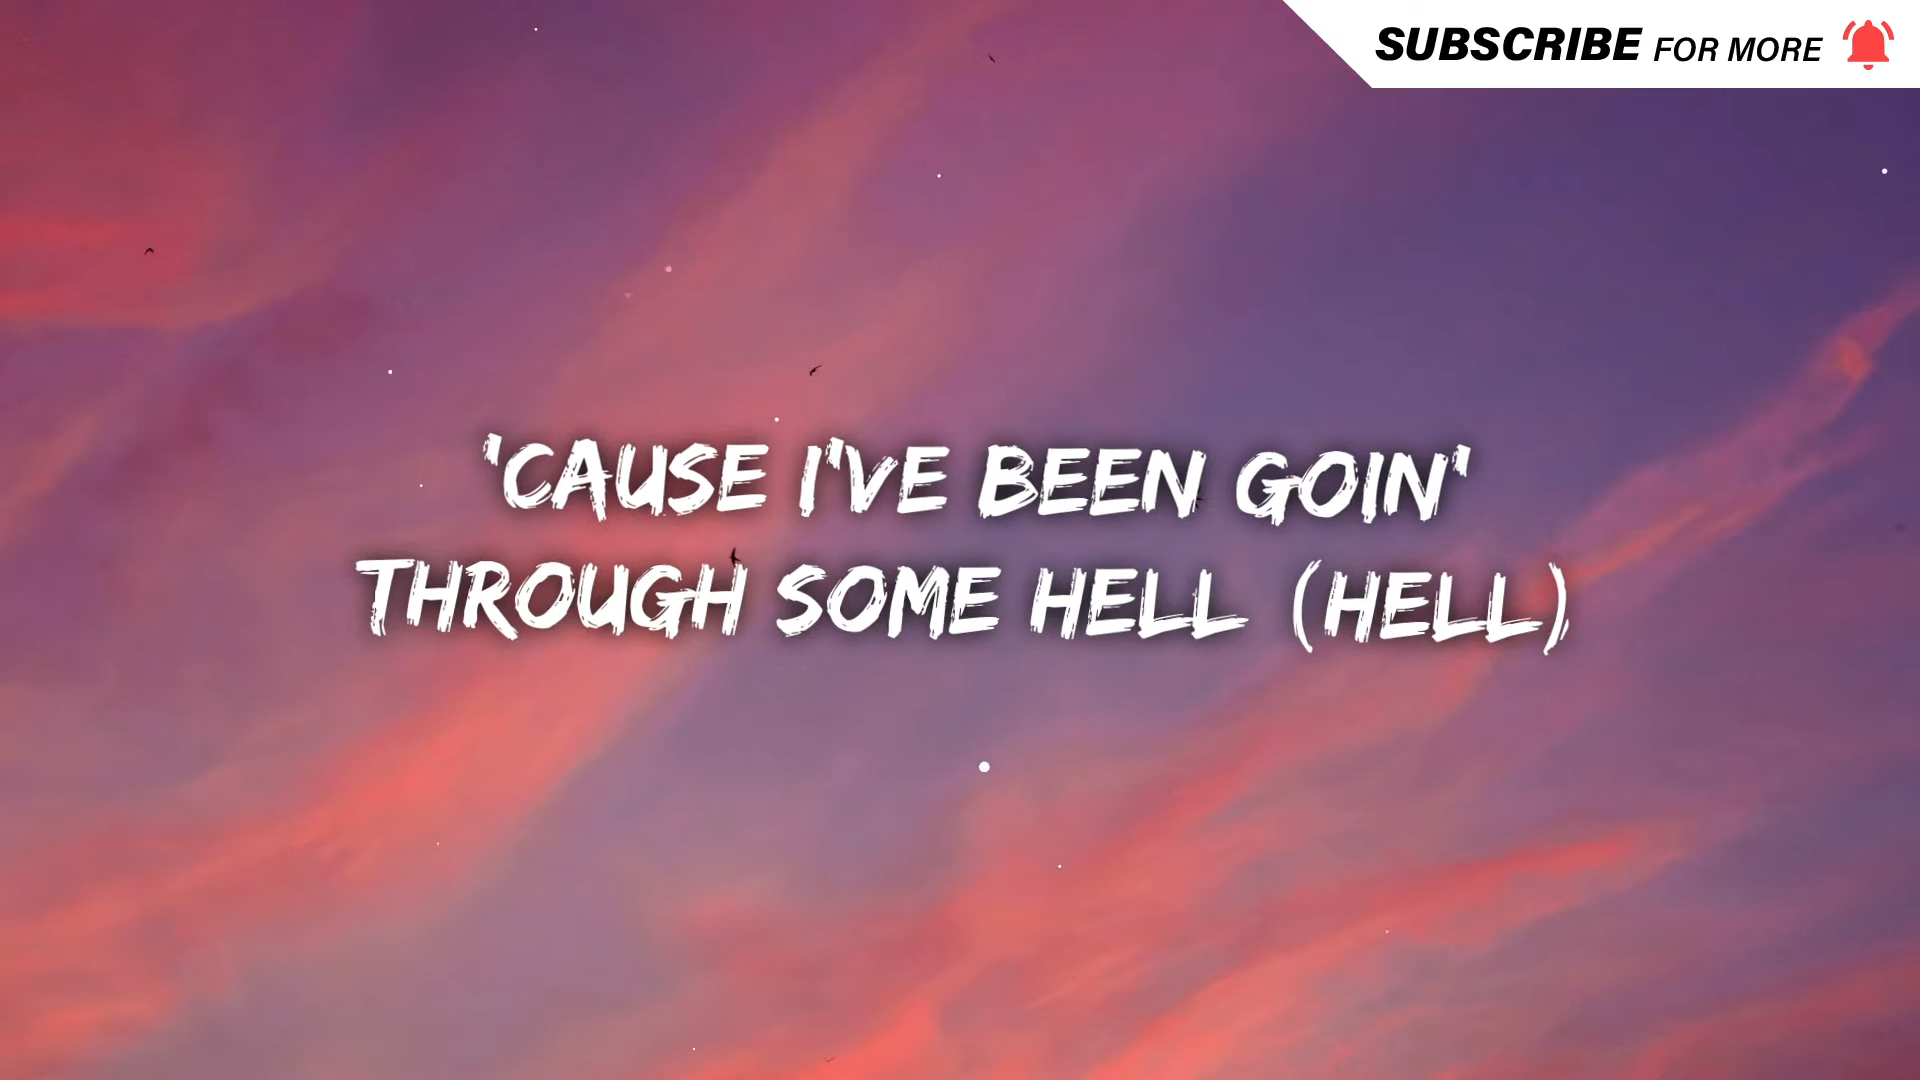 SUBSCRIBE FOR MORE
'CAUSE I'VE BEEN GOIN'
THROUGH SOME HELL (HELL)